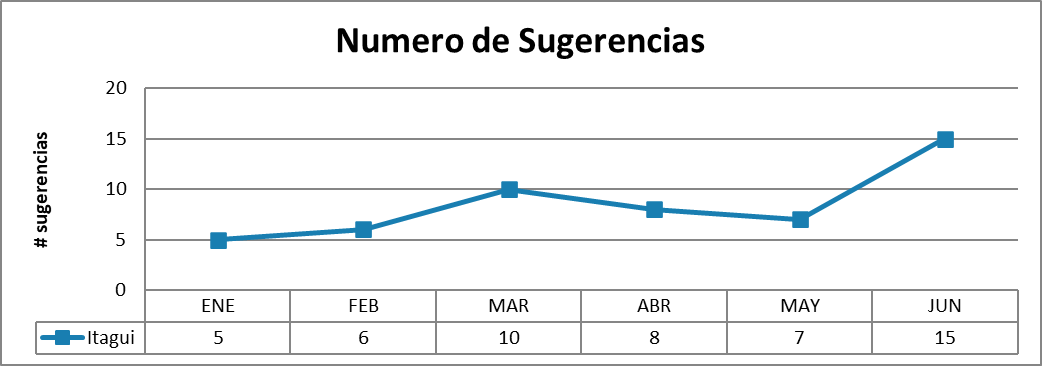 Numero de Sugerencias
# sugerencias
20
15
10
5
0
ENE FEB MAR ABR MAY JUN
Itagui 5 6 10 8 7 15